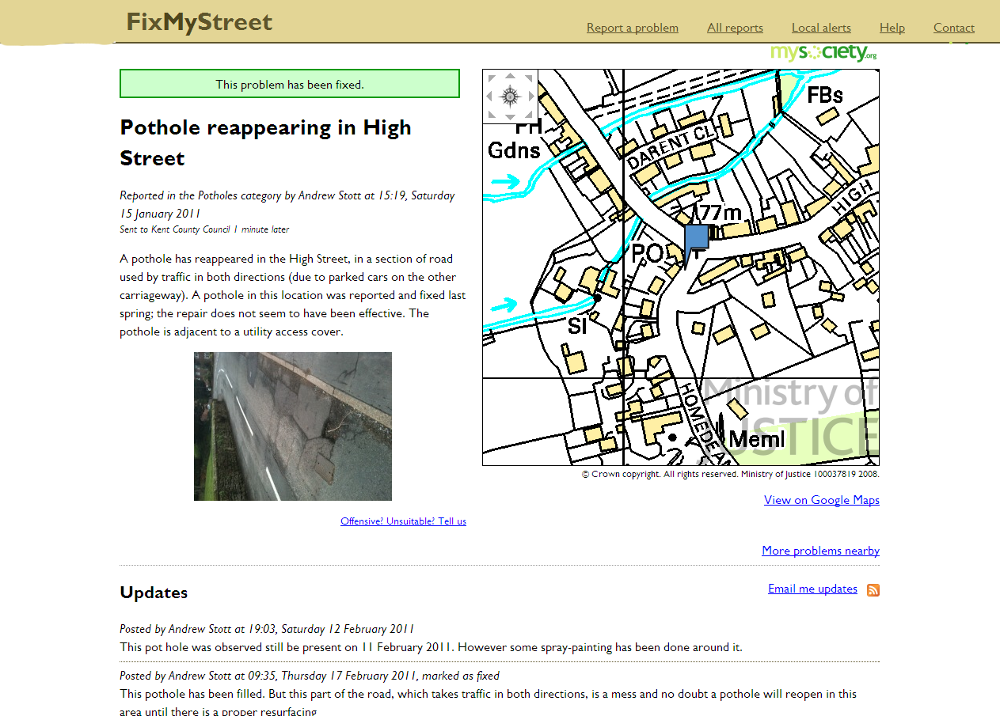 FixMyStreet
Report a problem
All reports
Local alerts
Help
Contact
mysociety.org
This problem has been fixed.
Pothole reappearing in High
Street
Reported in the Potholes category by Andrew Stott at 15:19, Saturday
15 January 2011
Sent to Kent County Council 1 minute later
A pothole has reappeared in the High Street, in a section of road
used by traffic in both directions (due to parked cars on the other
carriageway). A pothole in this location was reported and fixed last
spring; the repair does not seem to have been effective. The
pothole is adjacent to a utility access cover.
Offensive? Unsuitable? Tell us
FBs
PH
Gdns
DARENT CL
HIGH
77m
PO
SI
HOMEDEAN
Meml
Ministry of
JUSTICE
© Crown copyright. All rights reserved. Ministry of Justice 100037819 2008.
View on Google Maps
More problems nearby
Updates
Email me updates
Posted by Andrew Stott at 19:03, Saturday 12 February 2011
This pot hole was observed still be present on 11 February 2011. However some spray-painting has been done around it.
Posted by Andrew Stott at 09:35, Thursday 17 February 2011, marked as fixed
This pothole has been filled. But this part of the road, which takes traffic in both directions, is a mess and no doubt a pothole will reopen in this
area until there is a proper resurfacing